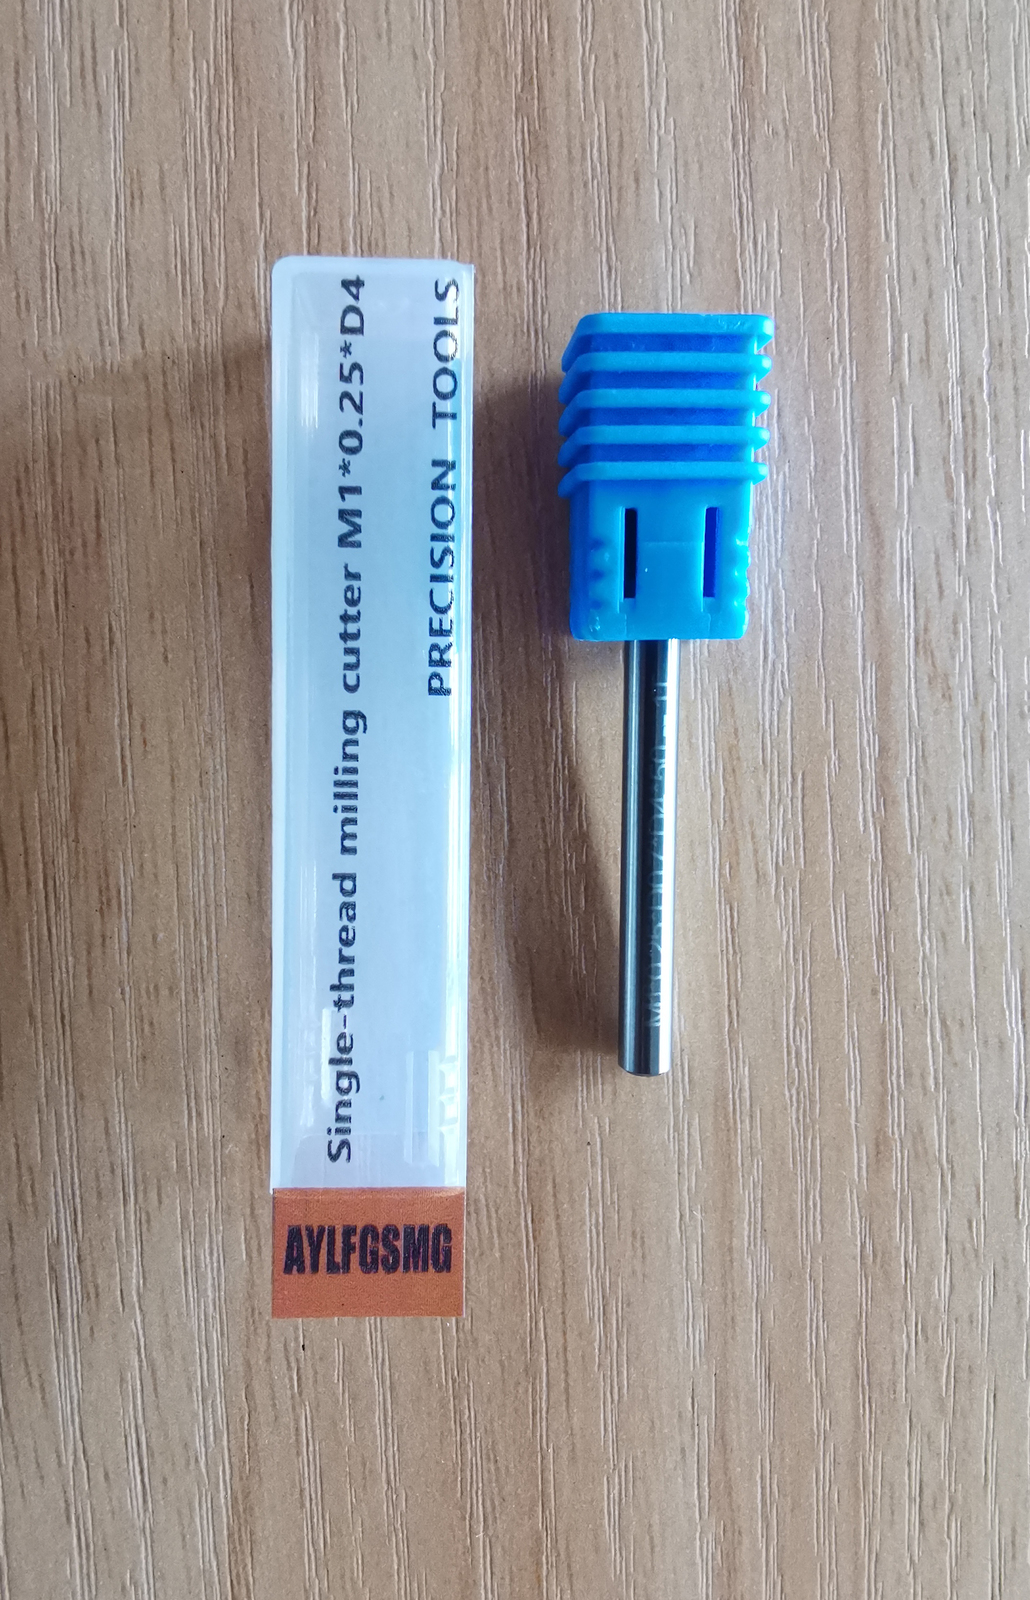 Single-thread milling cutter M1*0.25*D4
PRECISION TOOLS
AYLFGSMG